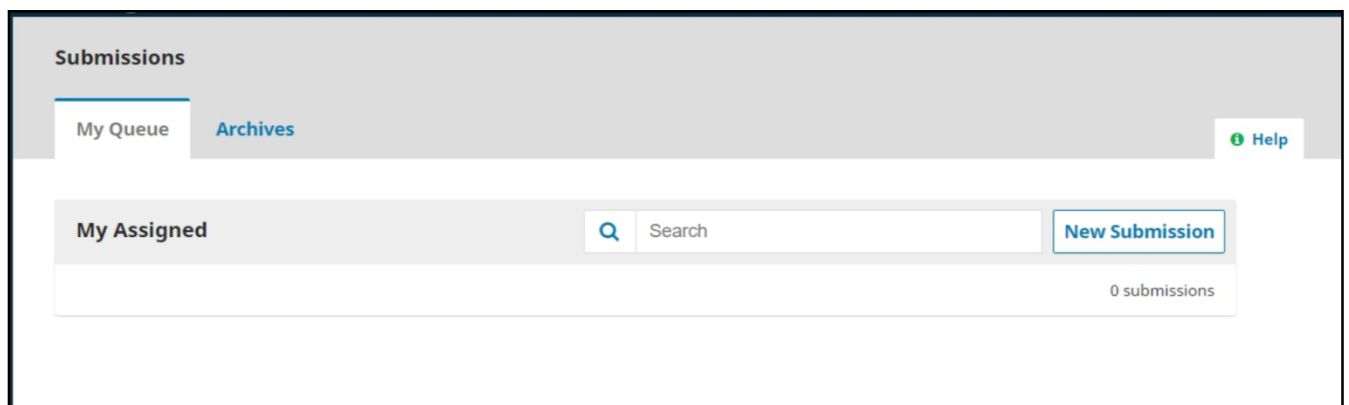 Submissions
My Queue Archives
Help
My Assigned Search New Submission
0 submissions